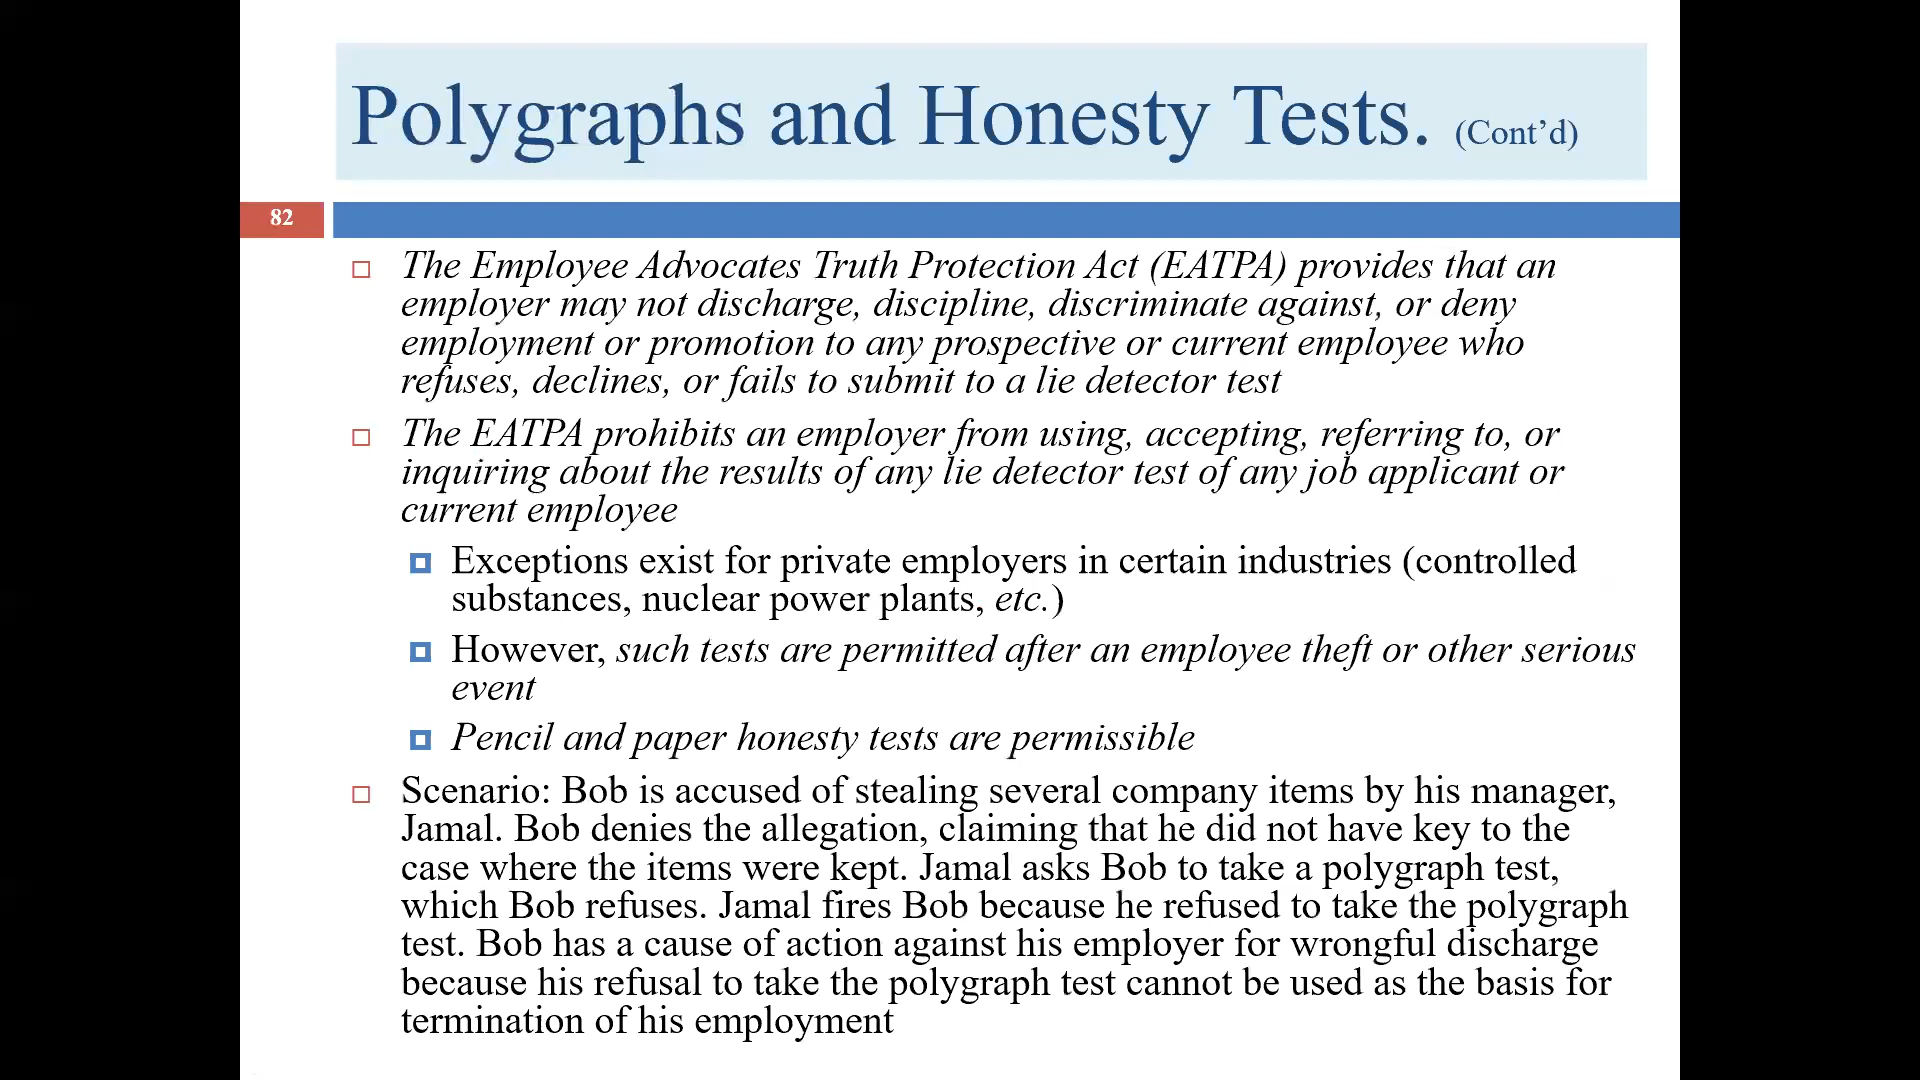 Polygraphs and Honesty Tests. (Cont’d)
82
The Employee Advocates Truth Protection Act (EATPA) provides that an
employer may not discharge, discipline, discriminate against, or deny
employment or promotion to any prospective or current employee who
refuses, declines, or fails to submit to a lie detector test
The EATPA prohibits an employer from using, accepting, referring to, or
inquiring about the results of any lie detector test of any job applicant or
current employee
Exceptions exist for private employers in certain industries (controlled
substances, nuclear power plants, etc.)
However, such tests are permitted after an employee theft or other serious
event
Pencil and paper honesty tests are permissible
Scenario: Bob is accused of stealing several company items by his manager,
Jamal. Bob denies the allegation, claiming that he did not have key to the
case where the items were kept. Jamal asks Bob to take a polygraph test,
which Bob refuses. Jamal fires Bob because he refused to take the polygraph
test. Bob has a cause of action against his employer for wrongful discharge
because his refusal to take the polygraph test cannot be used as the basis for
termination of his employment